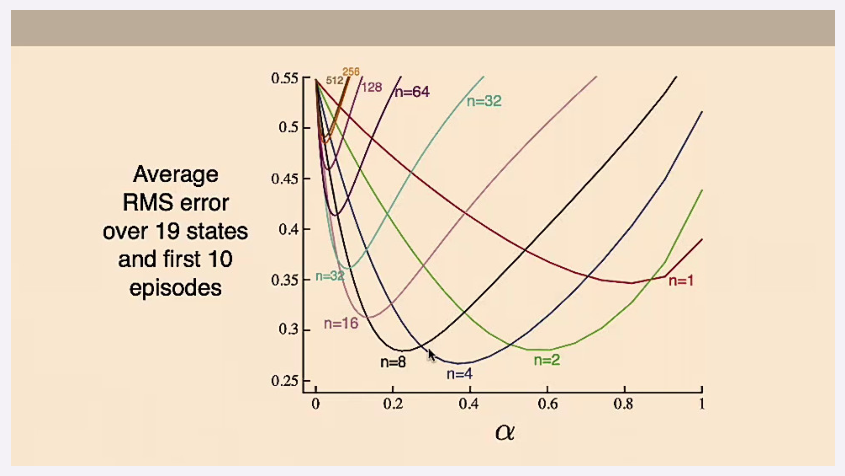 Average
RMS error
over 19 states
and first 10
episodes
0.55
0.5
0.45
0.4
0.35
0.3
0.25
512
256
128
n=64
n=32
n=32
n=16
n=8
n=4
n=2
n=1
0
0.2
0.4
0.6
0.8
1
α